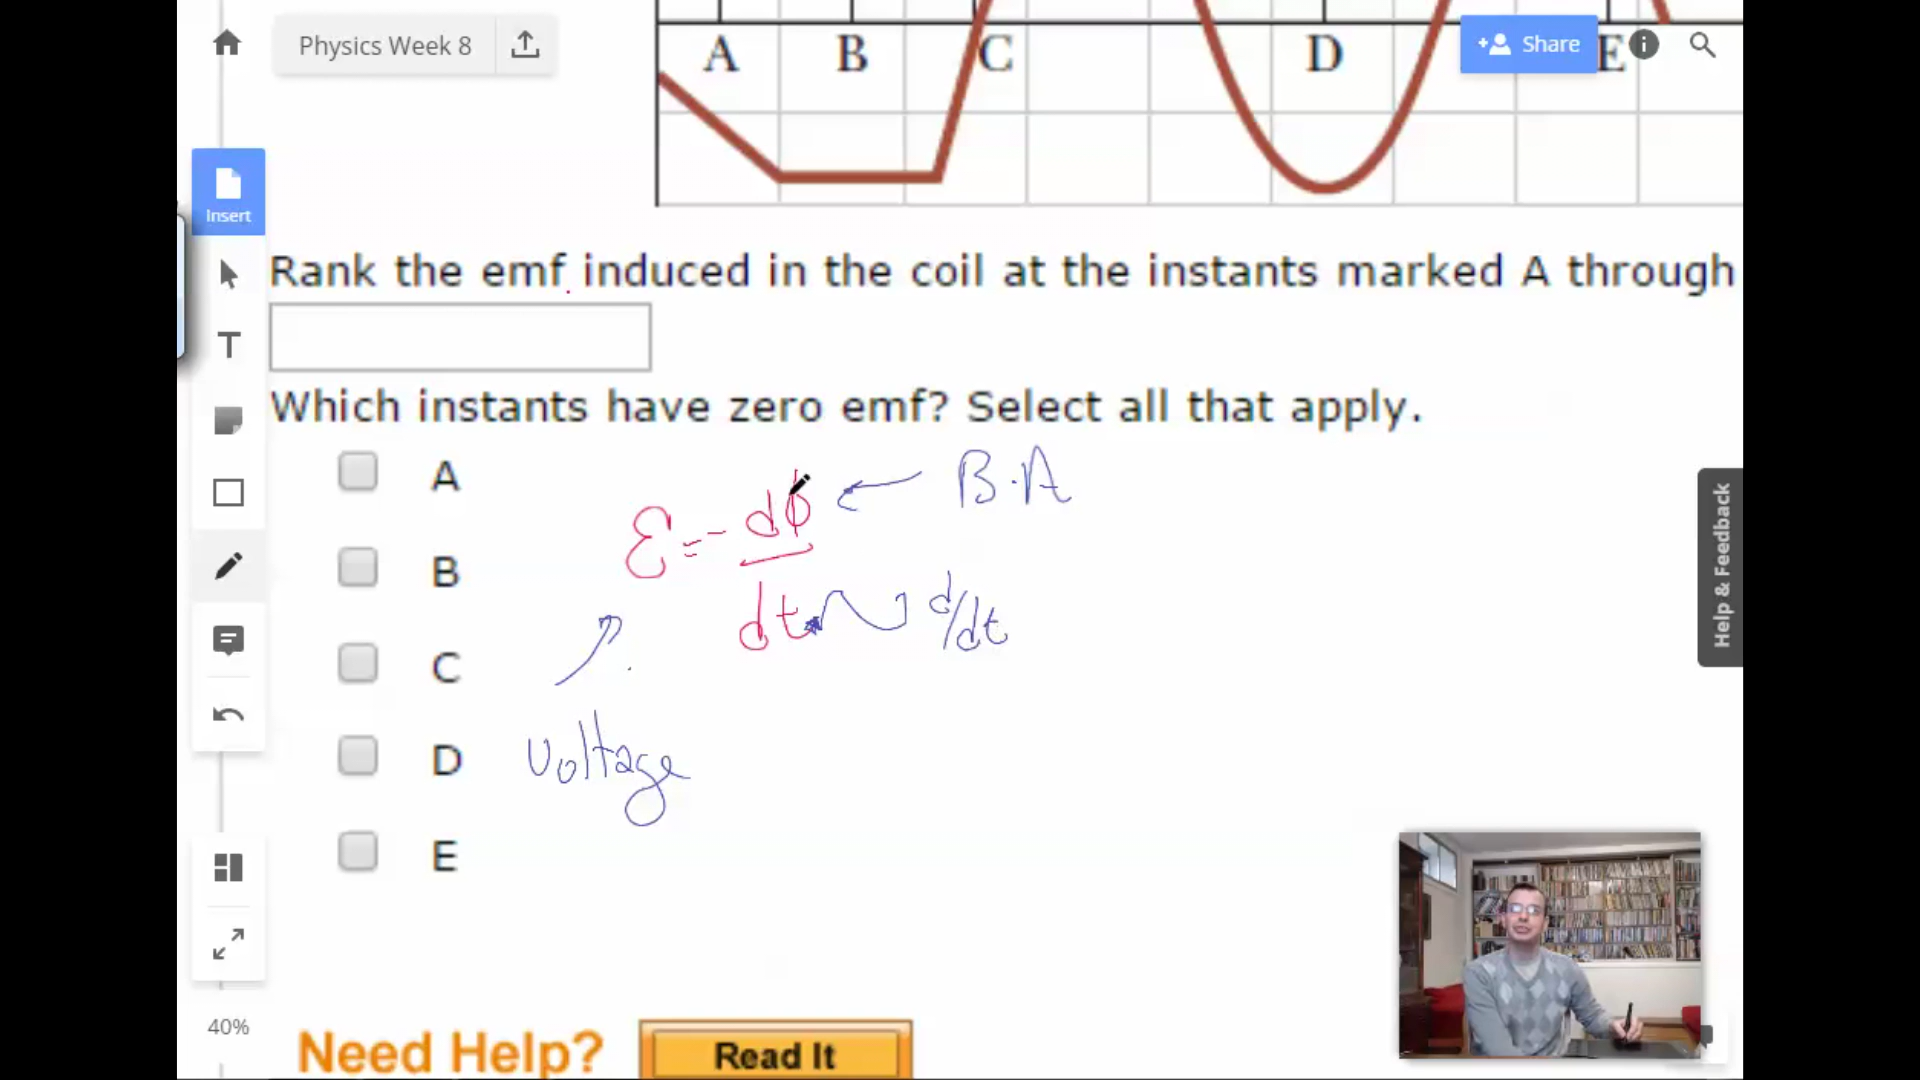 Physics Week 8
Share
A B C D E
Insert
T
Rank the emf induced in the coil at the instants marked A through
Which instants have zero emf? Select all that apply.
A
B
C
D
E
ε = - dϕ
dt
B·A
d/dt
voltage
Help & Feedback
40%
Need Help? Read It